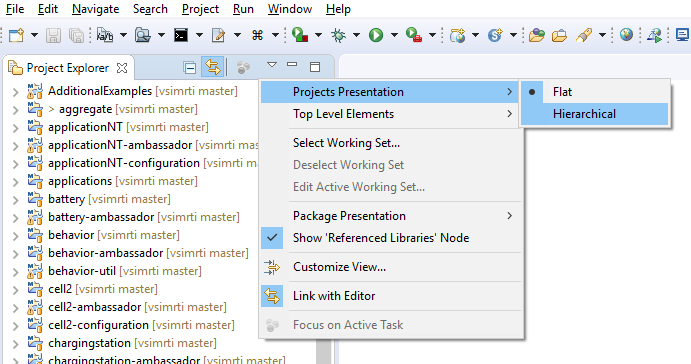 File Edit Navigate Search Project Run Window Help
Project Explorer
AdditionalExamples [vsimrti master]
> aggregate [vsimrti master]
applicationNT [vsimrti master]
applicationNT-ambassador [vsimrti
applicationNT-configuration [vsimrti
applications [vsimrti master]
battery [vsimrti master]
battery-ambassador [vsimrti master]
behavior [vsimrti master]
behavior-ambassador [vsimrti master]
behavior-util [vsimrti master]
cell2 [vsimrti master]
cell2-ambassador [vsimrti master]
cell2-configuration [vsimrti master]
chargingstation [vsimrti master]
chargingstation-ambassador [vsimrti master]
Projects Presentation
Top Level Elements
Select Working Set...
Deselect Working Set
Edit Active Working Set...
Package Presentation
Show 'Referenced Libraries' Node
Customize View...
Link with Editor
Focus on Active Task
Flat
Hierarchical